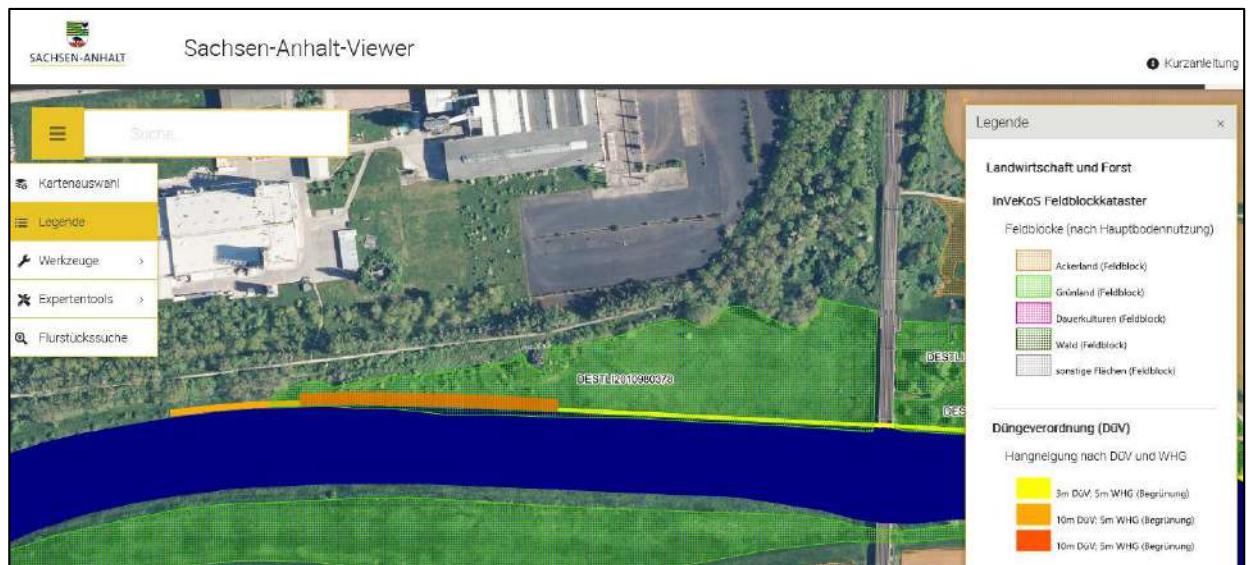 SACHSEN-ANHALT
Sachsen-Anhalt-Viewer
Kurzanleitung
Suche...
Kartenauswahl
Legende
Werkzeuge >
Expertentools >
Flurstückssuche
DESTLI2010980378
DESTLI
DES
Legende ×
Landwirtschaft und Forst
InVeKoS Feldblockkataster
Feldblöcke (nach Hauptbodennutzung)
Ackerland (Feldblock)
Grünland (Feldblock)
Dauerkulturen (Feldblock)
Wald (Feldblock)
sonstige Flächen (Feldblock)
Düngeverordnung (DüV)
Hangneigung nach DüV und WHG
3m DüV; 5m WHG (Begrünung)
10m DüV; 5m WHG (Begrünung)
10m DüV; 5m WHG (Begrünung)